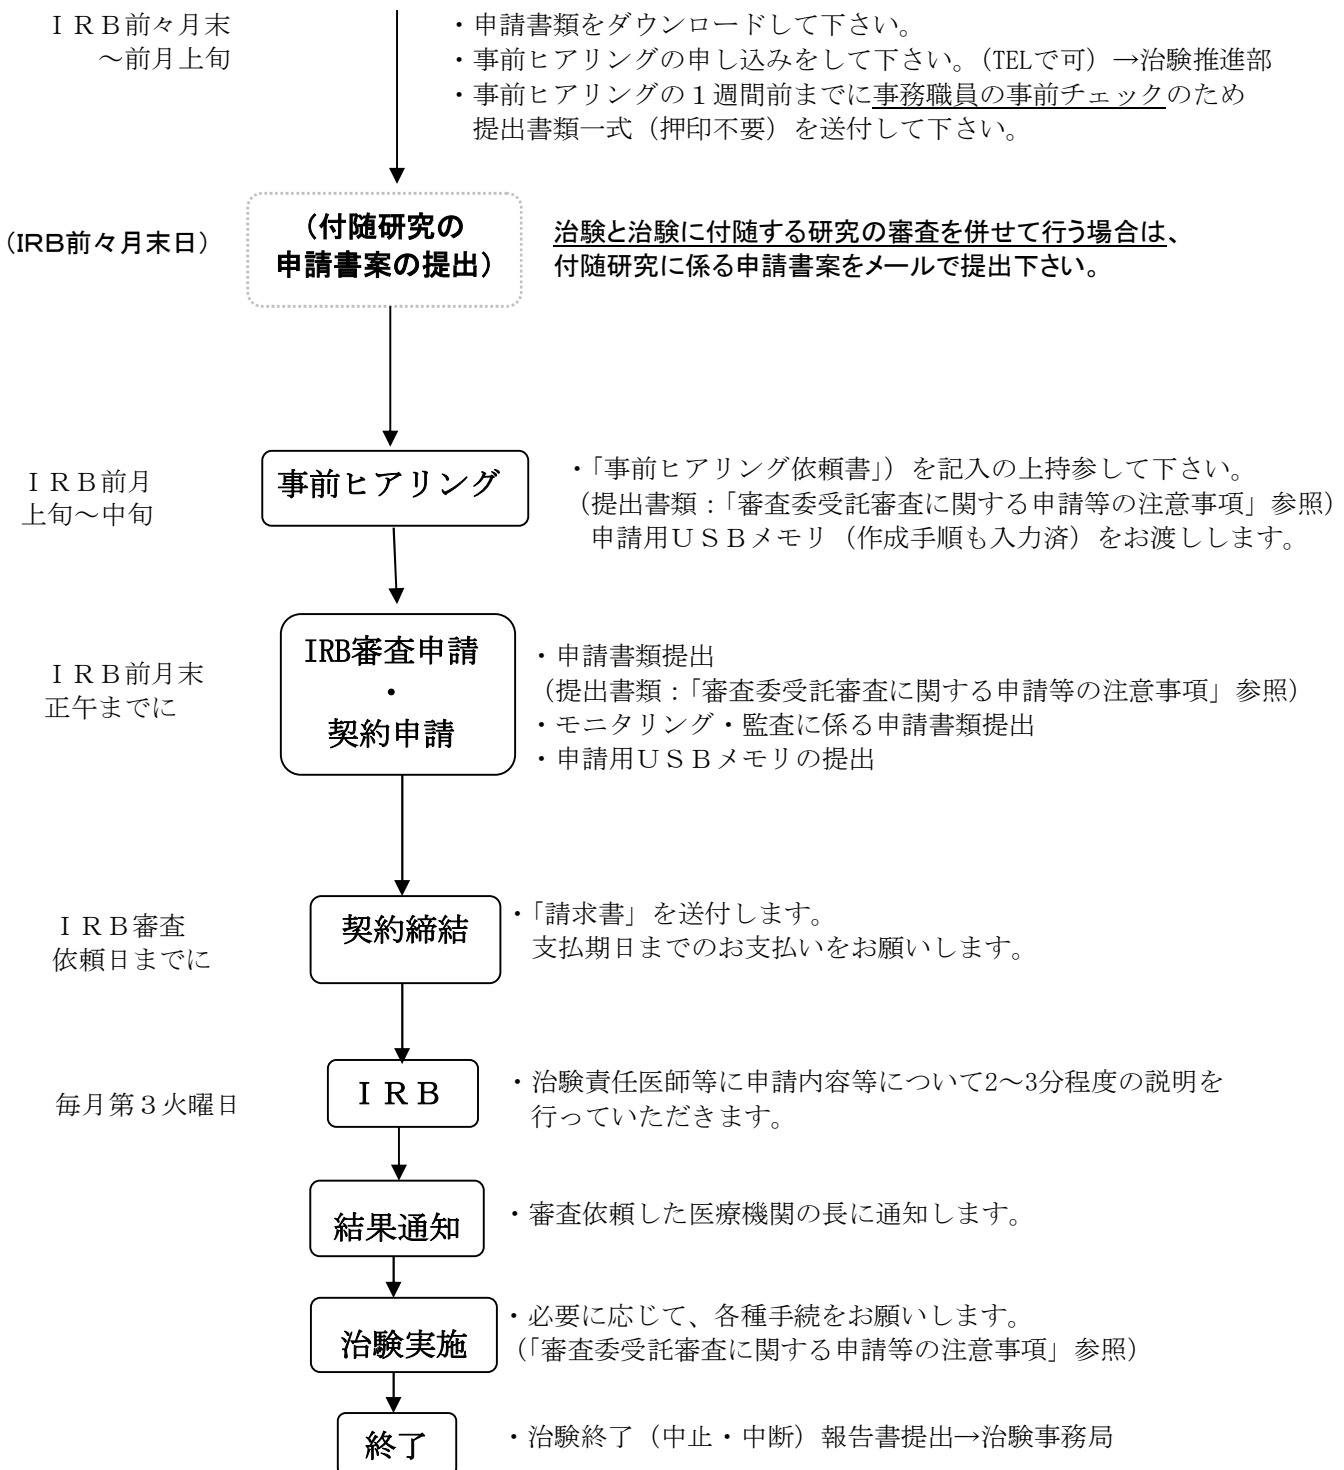 ＩＲＢ前々月末
～前月上旬
・申請書類をダウンロードして下さい。
・事前ヒアリングの申し込みをして下さい。（TELで可）→治験推進部
・事前ヒアリングの１週間前までに事務職員の事前チェックのため
提出書類一式（押印不要）を送付して下さい。
（IRB前々月末日）
（付随研究の
申請書案の提出）
治験と治験に付随する研究の審査を併せて行う場合は、
付随研究に係る申請書案をメールで提出下さい。
ＩＲＢ前月
上旬～中旬
事前ヒアリング
・「事前ヒアリング依頼書」）を記入の上持参して下さい。
（提出書類：「審査委受託審査に関する申請等の注意事項」参照）
申請用ＵＳＢメモリ（作成手順も入力済）をお渡しします。
ＩＲＢ前月末
正午までに
IRB審査申請
・
契約申請
・申請書類提出
（提出書類：「審査委受託審査に関する申請等の注意事項」参照）
・モニタリング・監査に係る申請書類提出
・申請用ＵＳＢメモリの提出
ＩＲＢ審査
依頼日までに
契約締結
・「請求書」を送付します。
支払期日までのお支払いをお願いします。
毎月第３火曜日
ＩＲＢ
・治験責任医師等に申請内容等について2～3分程度の説明を
行っていただきます。
結果通知
・審査依頼した医療機関の長に通知します。
治験実施
・必要に応じて、各種手続をお願いします。
（「審査委受託審査に関する申請等の注意事項」参照）
終了
・治験終了（中止・中断）報告書提出→治験事務局